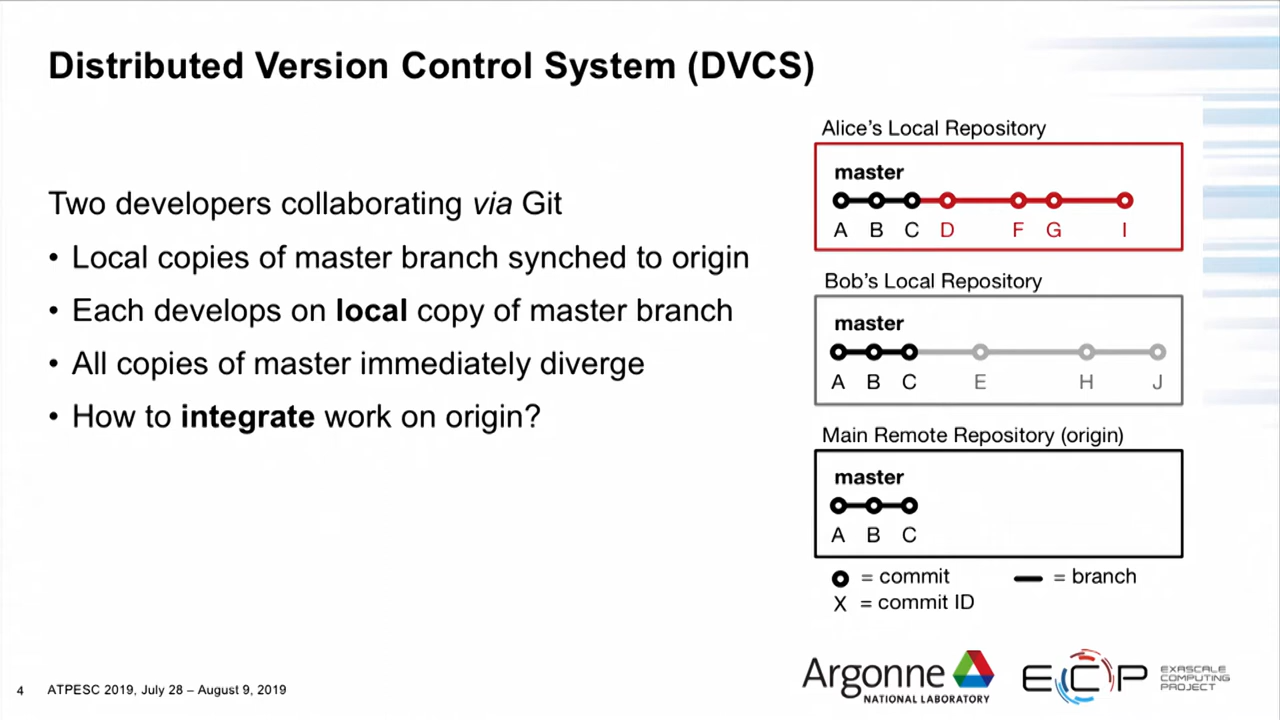 Distributed Version Control System (DVCS)
Two developers collaborating via Git
• Local copies of master branch synched to origin
• Each develops on local copy of master branch
• All copies of master immediately diverge
• How to integrate work on origin?
Alice's Local Repository
master
A B C D F G I
Bob's Local Repository
master
A B C E H J
Main Remote Repository (origin)
master
A B C
= commit = branch
X = commit ID
4 ATPESC 2019, July 28 – August 9, 2019
Argonne
NATIONAL LABORATORY
ECP
EXASCALE
COMPUTING
PROJECT